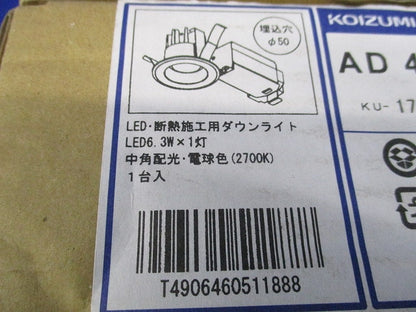 埋込穴
φ50
KOIZUMI
AD 4
KU- 17
LED・断熱施工用ダウンライト
LED6.3W×1灯
中角配光・電球色(2700K)
1台入
T4906460511888